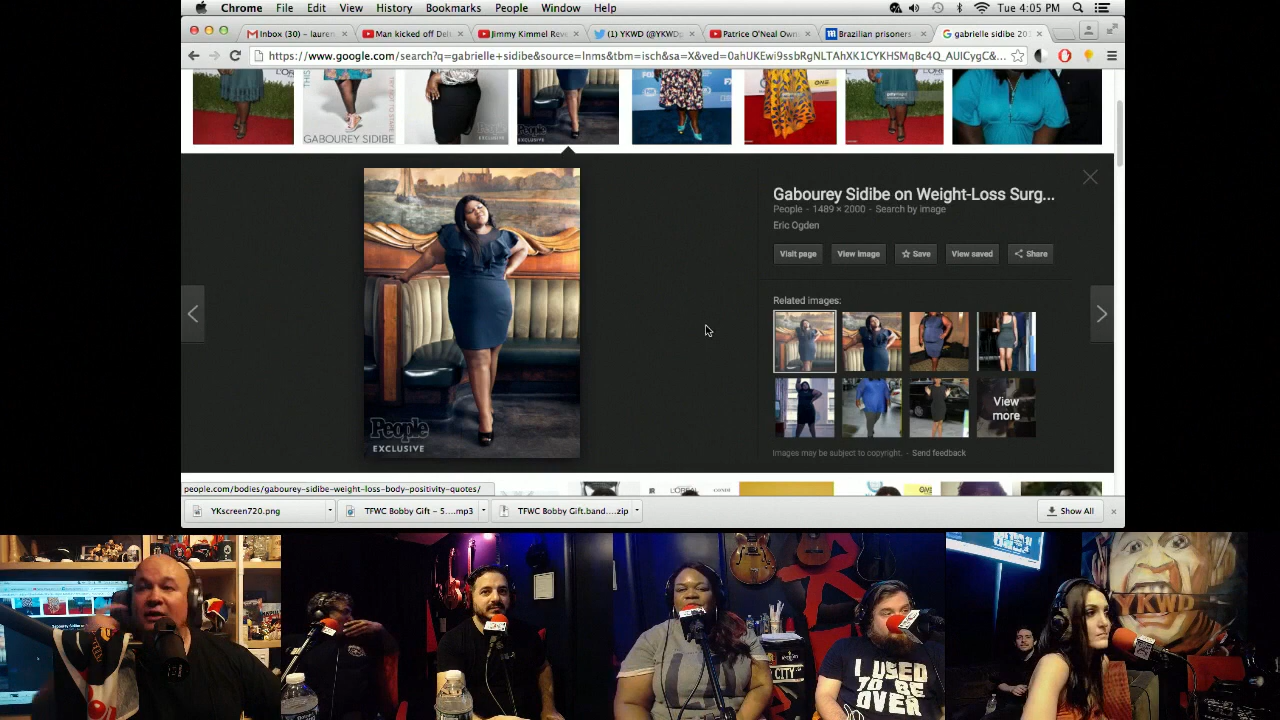 Chrome File Edit View History Bookmarks People Window Help
Tue 4:05 PM
Inbox (30) – lauren
Man kicked off Del
Jimmy Kimmel Reve
(1) YKWD (@YKWD
Patrice O'Neal Own
Brazilian prisoners
gabrielle sidibe 201
https://www.google.com/search?q=gabrielle+sidibe&source=lnms&tbm=isch&sa=X&ved=0ahUKEwi9ssbRgNLTAhXK1CYKHSMqBc4Q_AUICygC&...
GABOUREY SIDIBE
Gabourey Sidibe on Weight-Loss Surg...
People - 1489 × 2000 - Search by image
Eric Ogden
Visit page
View image
Save
View saved
Share
Related images:
View
more
People
EXCLUSIVE
Images may be subject to copyright. - Send feedback
people.com/bodies/gabourey-sidibe-weight-loss-body-positivity-quotes/
YKscreen720.png
TFWC Bobby Gift – S....mp3
TFWC Bobby Gift.band....zip
Show All
YKWD
I USED
TO BE
OVER
CITY